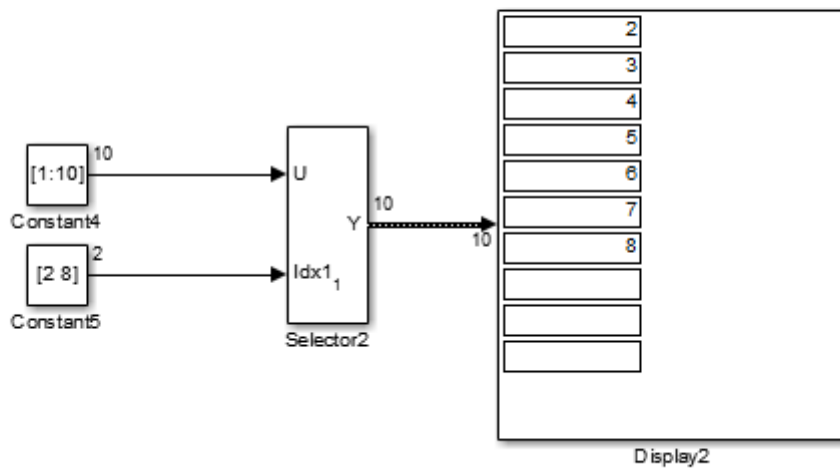 10
[1:10]
Constant4
2
[2 8]
Constant5
U
Idx1 1
Y
Selector2
10
10
2
3
4
5
6
7
8
Display2